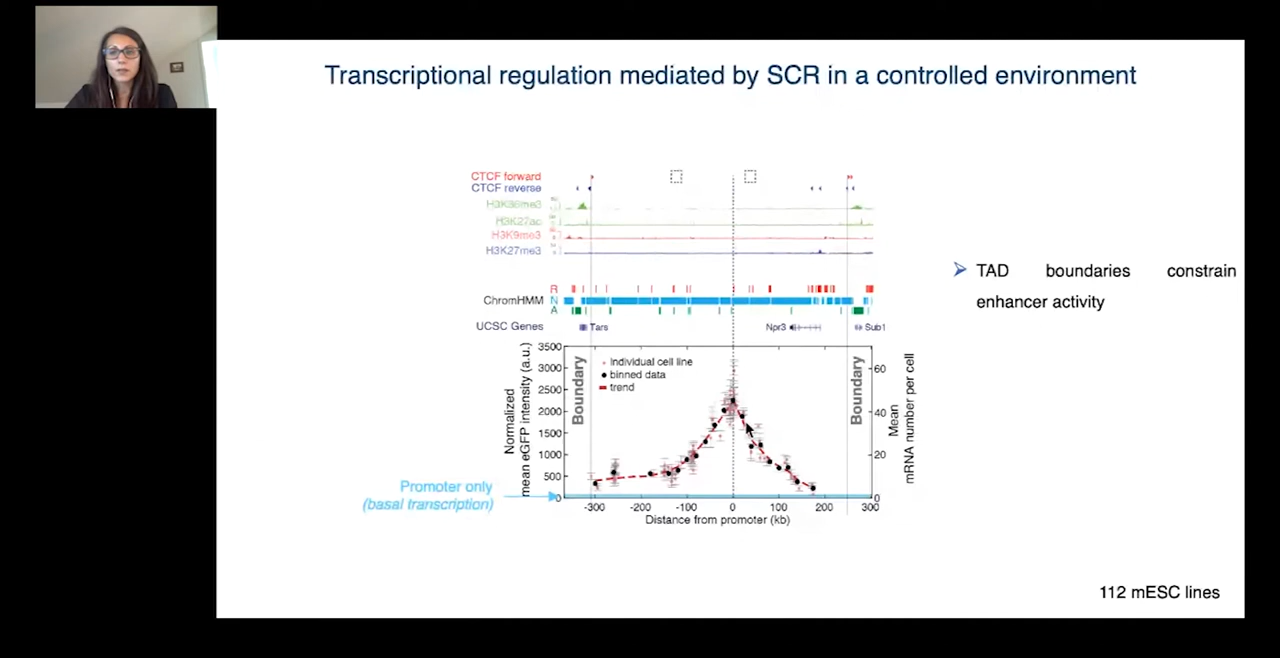 Transcriptional regulation mediated by SCR in a controlled environment
CTCF forward
CTCF reverse
H3K36me3
H3K27ac
H3K9me3
H3K27me3
R
ChromHMM N
A
UCSC Genes Tars Npr3 Sub1
Normalized
mean eGFP intensity (a.u.)
3500
3000
2500
2000
1500
1000
500
0
Boundary
individual cell line
binned data
trend
Boundary
60
40
20
0
Mean
mRNA number per cell
-300 -200 -100 0 100 200 300
Distance from promoter (kb)
Promoter only
(basal transcription)
TAD boundaries constrain
enhancer activity
112 mESC lines